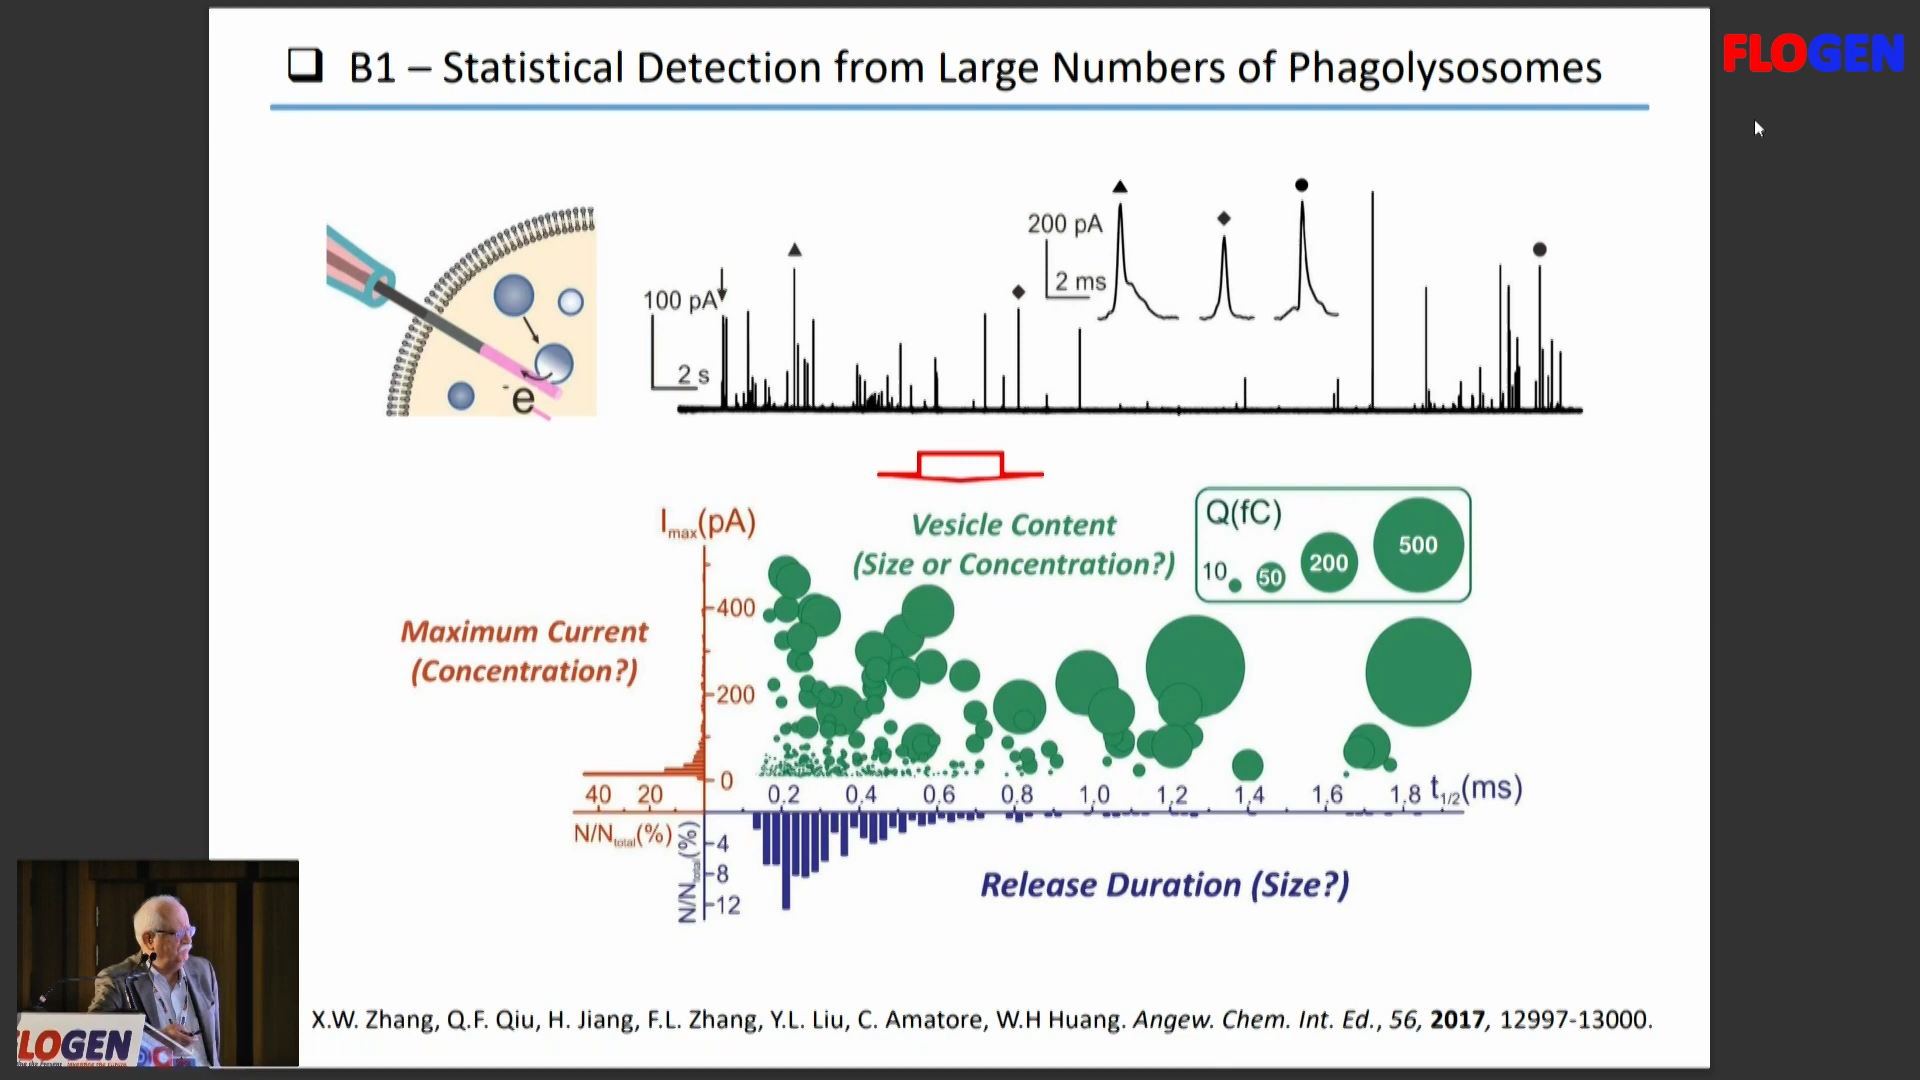 ❑ B1 – Statistical Detection from Large Numbers of Phagolysosomes
FLOGEN
200 pA
2 ms
100 pA
2 s
-e
Imax(pA)
Vesicle Content
(Size or Concentration?)
Q(fC)
10
50
200
500
Maximum Current
(Concentration?)
400
200
0
40 20
0,2 0,4 0,6 0,8 1,0 1,2 1,4 1,6 1,8 t1/2(ms)
N/Ntotal(%)
N/Ntotal(%)
4
8
12
Release Duration (Size?)
X.W. Zhang, Q.F. Qiu, H. Jiang, F.L. Zhang, Y.L. Liu, C. Amatore, W.H Huang. Angew. Chem. Int. Ed., 56, 2017, 12997-13000.
LOGEN